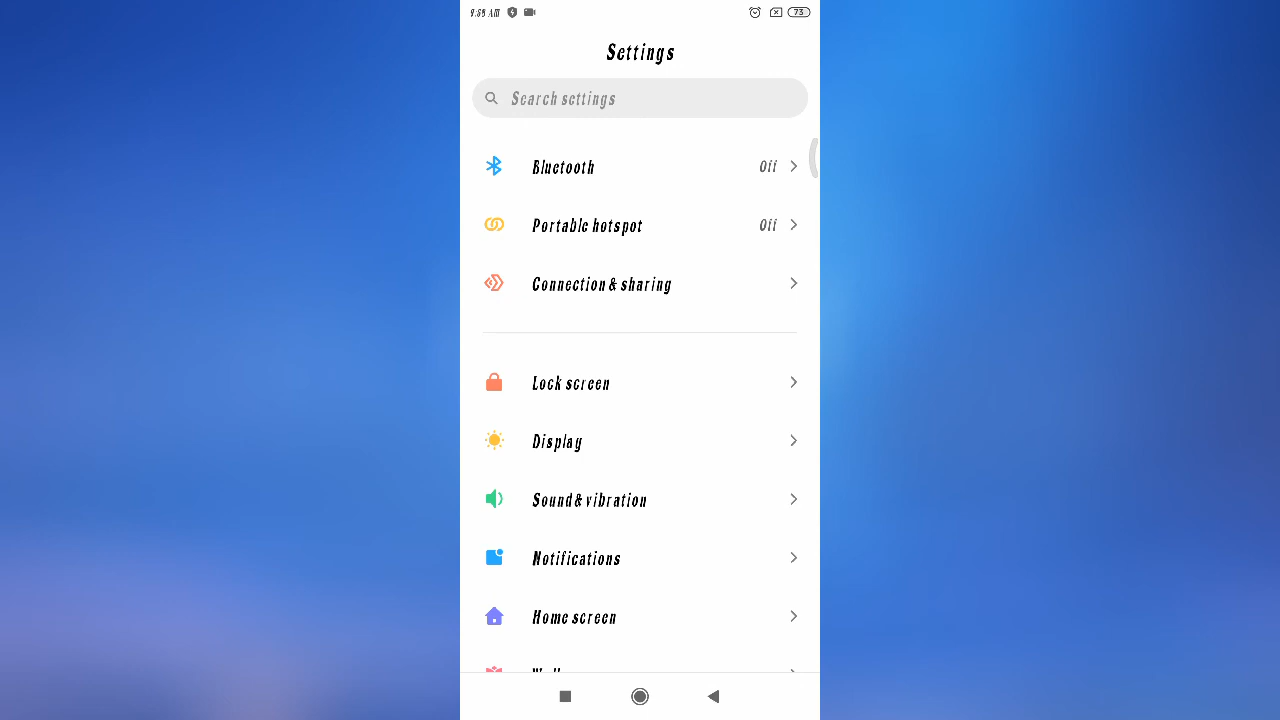 Settings
Search settings
Bluetooth Off
Portable hotspot Off
Connection & sharing
Lock screen
Display
Sound & vibration
Notifications
Home screen